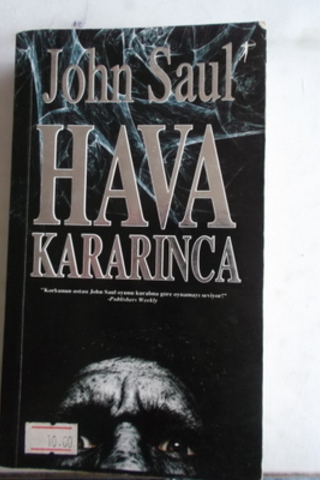 John Saul
HAVA
KARARINCA
"Korkunun ustası John Saul oyunu kuralına göre oynamayı seviyor!"
-Publishers Weekly
10.00